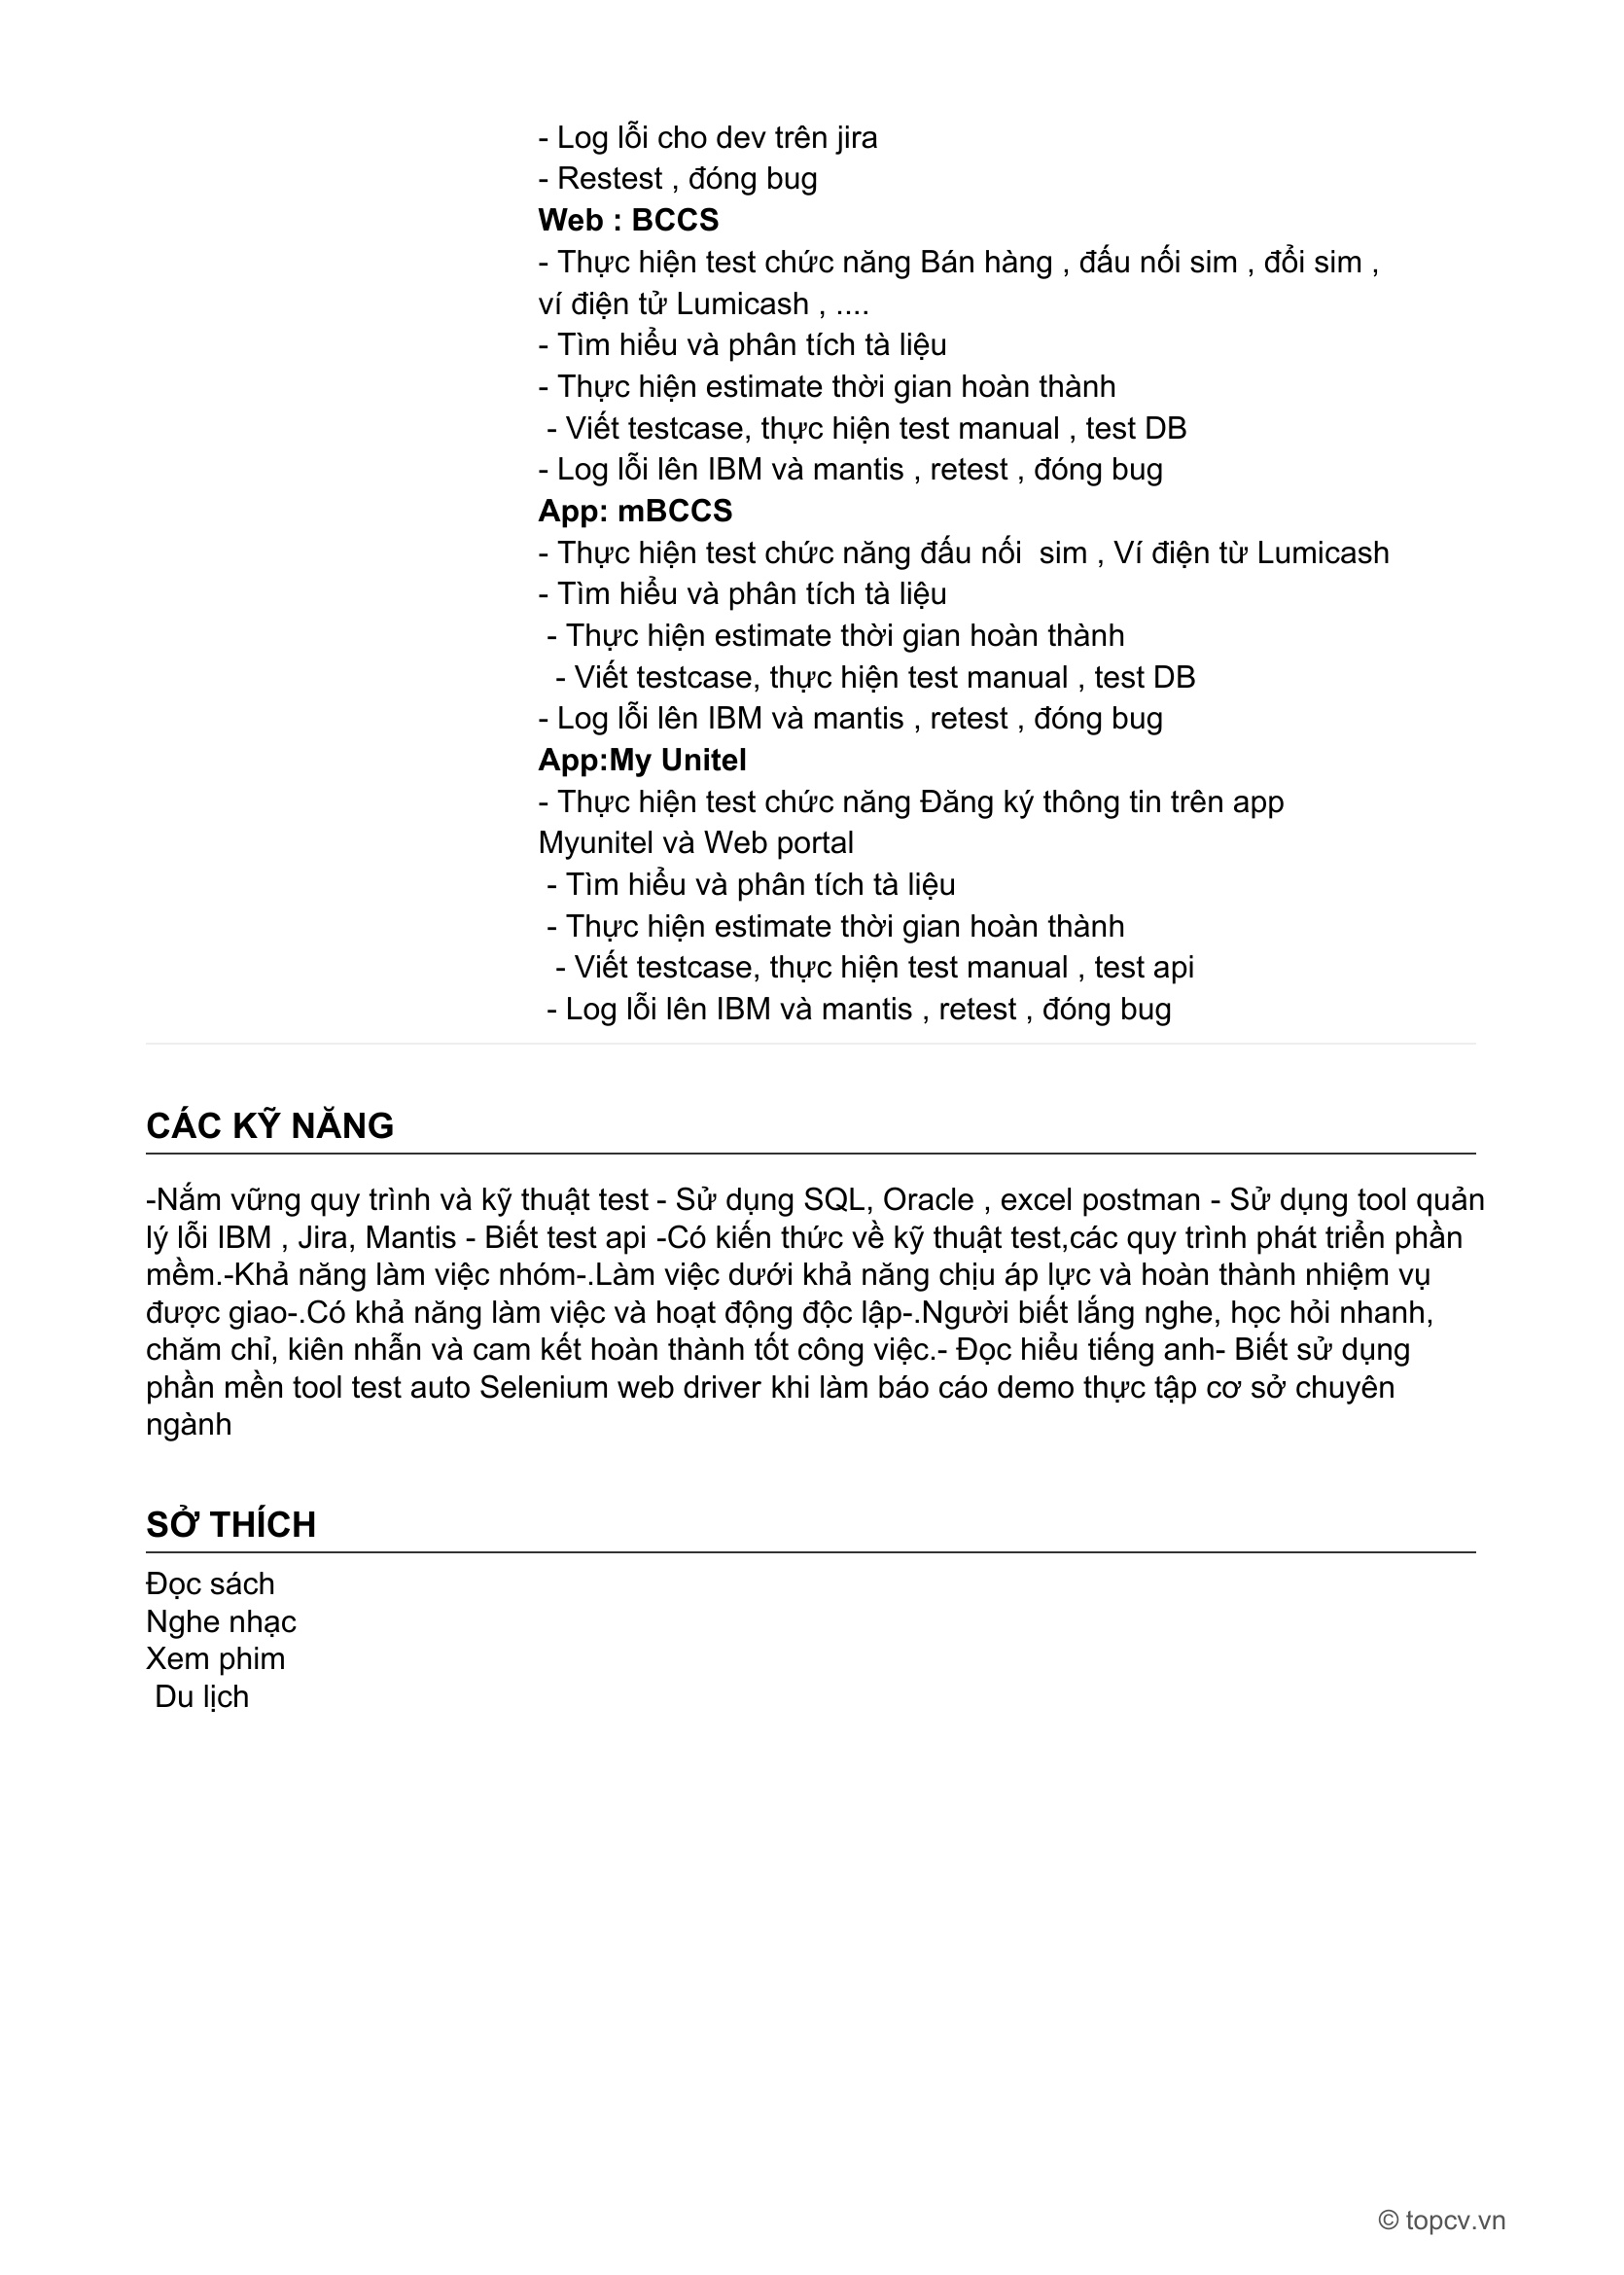 - Log lỗi cho dev trên jira
- Restest , đóng bug
Web : BCCS
- Thực hiện test chức năng Bán hàng , đấu nối sim , đổi sim ,
ví điện tử Lumicash , ....
- Tìm hiểu và phân tích tà liệu
- Thực hiện estimate thời gian hoàn thành
- Viết testcase, thực hiện test manual , test DB
- Log lỗi lên IBM và mantis , retest , đóng bug
App: mBCCS
- Thực hiện test chức năng đấu nối  sim , Ví điện từ Lumicash
- Tìm hiểu và phân tích tà liệu
- Thực hiện estimate thời gian hoàn thành
- Viết testcase, thực hiện test manual , test DB
- Log lỗi lên IBM và mantis , retest , đóng bug
App:My Unitel
- Thực hiện test chức năng Đăng ký thông tin trên app
Myunitel và Web portal
- Tìm hiểu và phân tích tà liệu
- Thực hiện estimate thời gian hoàn thành
- Viết testcase, thực hiện test manual , test api
- Log lỗi lên IBM và mantis , retest , đóng bug
CÁC KỸ NĂNG
-Nắm vững quy trình và kỹ thuật test - Sử dụng SQL, Oracle , excel postman - Sử dụng tool quản
lý lỗi IBM , Jira, Mantis - Biết test api -Có kiến thức về kỹ thuật test,các quy trình phát triển phần
mềm.-Khả năng làm việc nhóm-.Làm việc dưới khả năng chịu áp lực và hoàn thành nhiệm vụ
được giao-.Có khả năng làm việc và hoạt động độc lập-.Người biết lắng nghe, học hỏi nhanh,
chăm chỉ, kiên nhẫn và cam kết hoàn thành tốt công việc.- Đọc hiểu tiếng anh- Biết sử dụng
phần mền tool test auto Selenium web driver khi làm báo cáo demo thực tập cơ sở chuyên
ngành
SỞ THÍCH
Đọc sách
Nghe nhạc
Xem phim
Du lịch
© topcv.vn